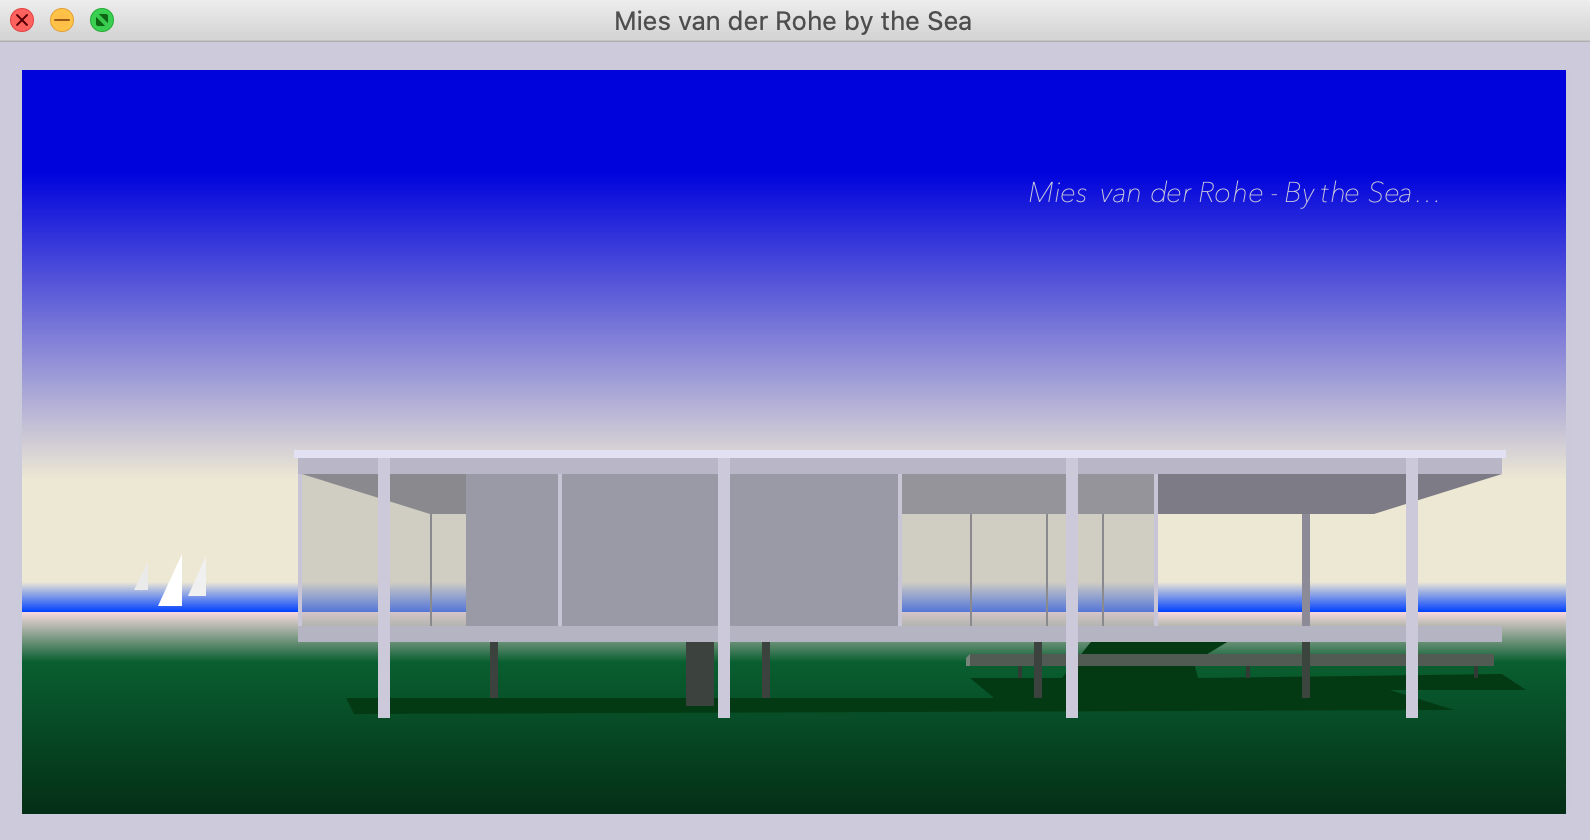 Mies van der Rohe by the Sea
Mies van der Rohe - By the Sea...